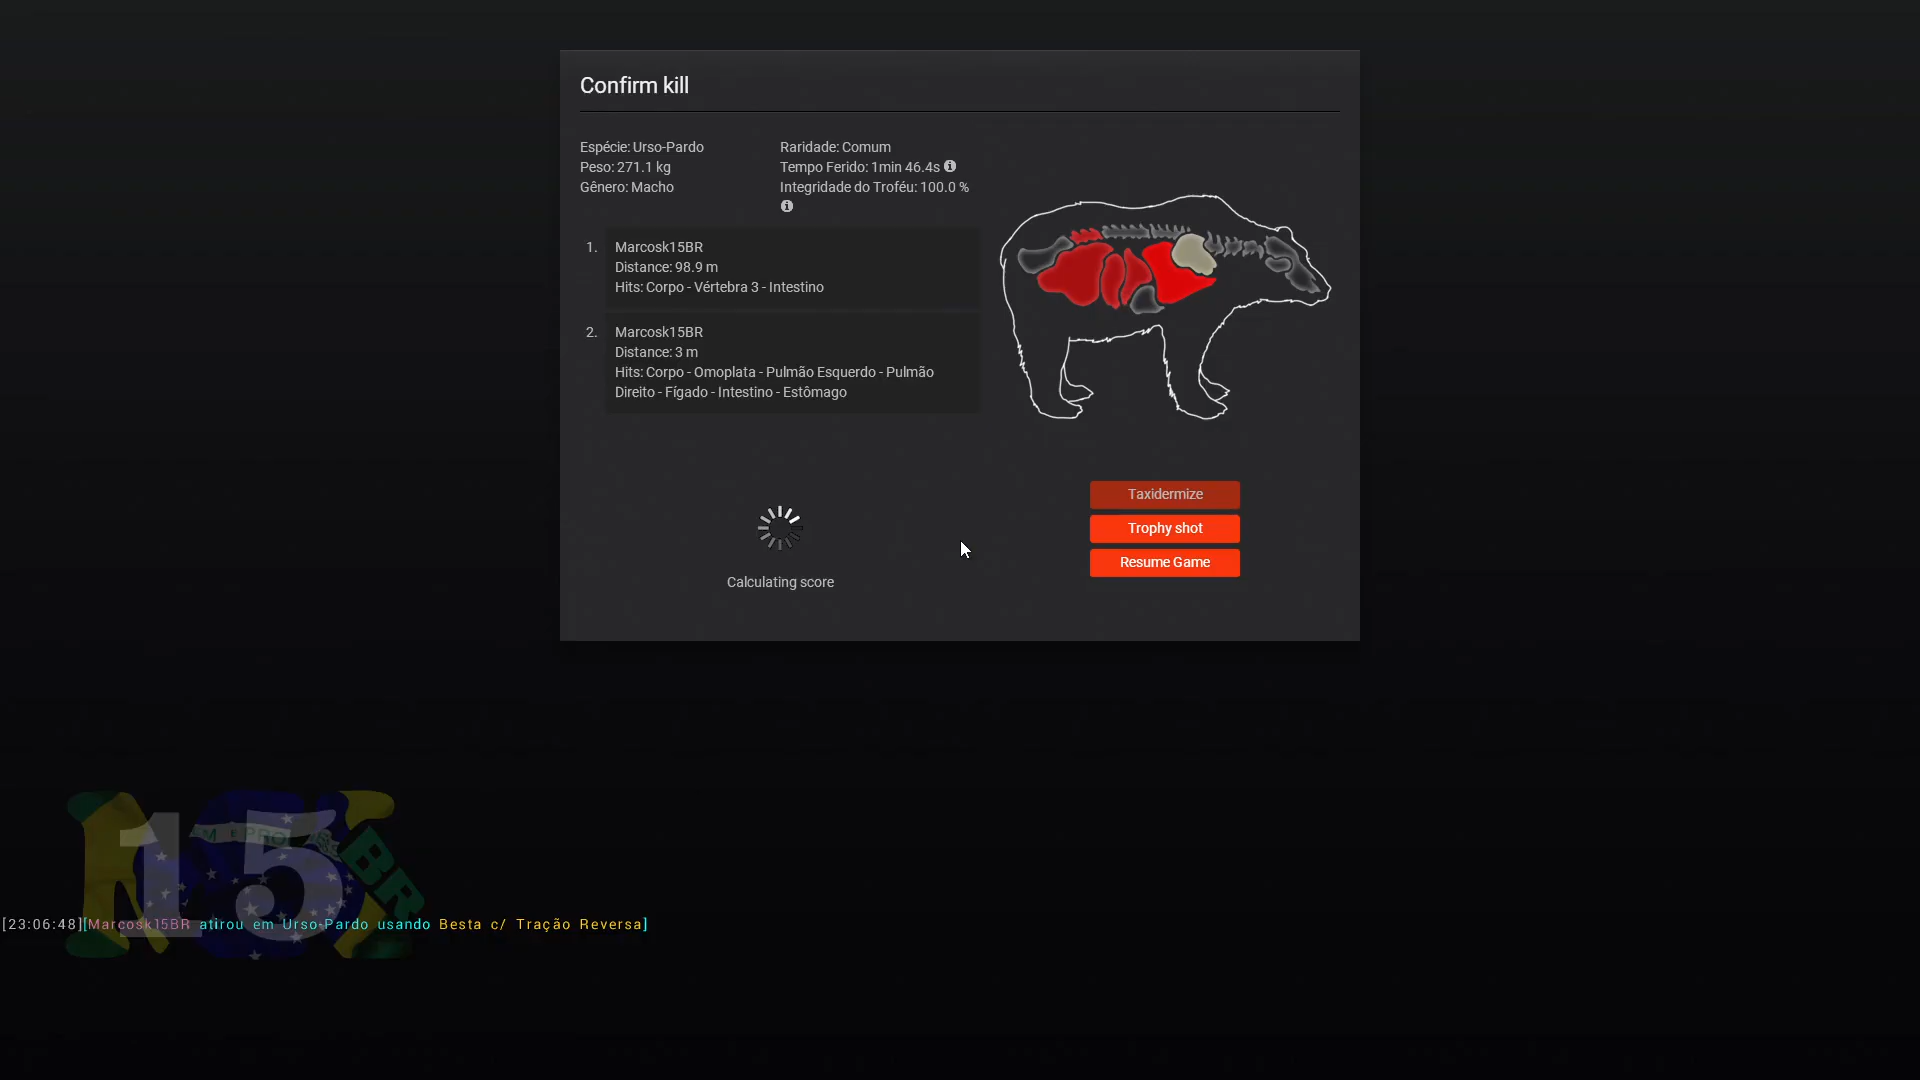 Confirm kill
Espécie: Urso-Pardo
Peso: 271.1 kg
Gênero: Macho
Raridade: Comum
Tempo Ferido: 1min 46.4s
Integridade do Troféu: 100.0 %
1.
Marcosk15BR
Distance: 98.9 m
Hits: Corpo - Vértebra 3 - Intestino
2.
Marcosk15BR
Distance: 3 m
Hits: Corpo - Omoplata - Pulmão Esquerdo - Pulmão
Direito - Fígado - Intestino - Estômago
Calculating score
Taxidermize
Trophy shot
Resume Game
15
BR
[23:06:48][Marcosk15BR atirou em Urso-Pardo usando Besta c/ Tração Reversa]